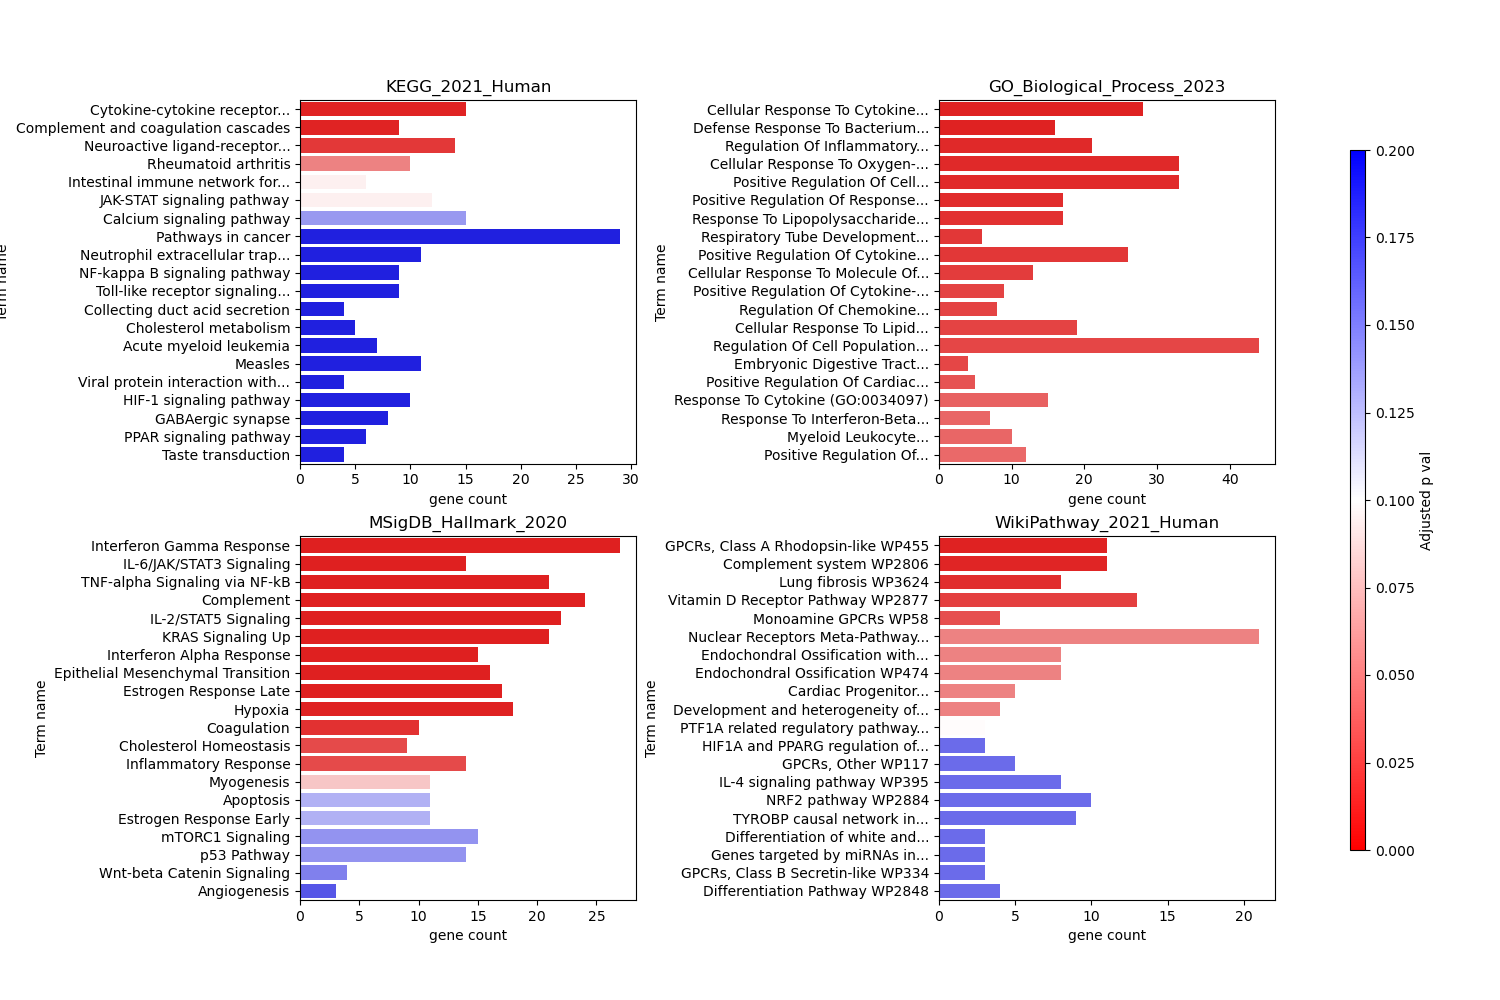 KEGG_2021_Human
Term name
Cytokine-cytokine receptor...
Complement and coagulation cascades
Neuroactive ligand-receptor...
Rheumatoid arthritis
Intestinal immune network for...
JAK-STAT signaling pathway
Calcium signaling pathway
Pathways in cancer
Neutrophil extracellular trap...
NF-kappa B signaling pathway
Toll-like receptor signaling...
Collecting duct acid secretion
Cholesterol metabolism
Acute myeloid leukemia
Measles
Viral protein interaction with...
HIF-1 signaling pathway
GABAergic synapse
PPAR signaling pathway
Taste transduction
0 5 10 15 20 25 30
gene count
GO_Biological_Process_2023
Term name
Cellular Response To Cytokine...
Defense Response To Bacterium...
Regulation Of Inflammatory...
Cellular Response To Oxygen-...
Positive Regulation Of Cell...
Positive Regulation Of Response...
Response To Lipopolysaccharide...
Respiratory Tube Development...
Positive Regulation Of Cytokine...
Cellular Response To Molecule Of...
Positive Regulation Of Cytokine-...
Regulation Of Chemokine...
Cellular Response To Lipid...
Regulation Of Cell Population...
Embryonic Digestive Tract...
Positive Regulation Of Cardiac...
Response To Cytokine (GO:0034097)
Response To Interferon-Beta...
Myeloid Leukocyte...
Positive Regulation Of...
0 10 20 30 40
gene count
MSigDB_Hallmark_2020
Term name
Interferon Gamma Response
IL-6/JAK/STAT3 Signaling
TNF-alpha Signaling via NF-kB
Complement
IL-2/STAT5 Signaling
KRAS Signaling Up
Interferon Alpha Response
Epithelial Mesenchymal Transition
Estrogen Response Late
Hypoxia
Coagulation
Cholesterol Homeostasis
Inflammatory Response
Myogenesis
Apoptosis
Estrogen Response Early
mTORC1 Signaling
p53 Pathway
Wnt-beta Catenin Signaling
Angiogenesis
0 5 10 15 20 25
gene count
WikiPathway_2021_Human
Term name
GPCRs, Class A Rhodopsin-like WP455
Complement system WP2806
Lung fibrosis WP3624
Vitamin D Receptor Pathway WP2877
Monoamine GPCRs WP58
Nuclear Receptors Meta-Pathway...
Endochondral Ossification with...
Endochondral Ossification WP474
Cardiac Progenitor...
Development and heterogeneity of...
PTF1A related regulatory pathway...
HIF1A and PPARG regulation of...
GPCRs, Other WP117
IL-4 signaling pathway WP395
NRF2 pathway WP2884
TYROBP causal network in...
Differentiation of white and...
Genes targeted by miRNAs in...
GPCRs, Class B Secretin-like WP334
Differentiation Pathway WP2848
0 5 10 15 20
gene count
0.200
0.175
0.150
0.125
0.100
0.075
0.050
0.025
0.000
Adjusted p val